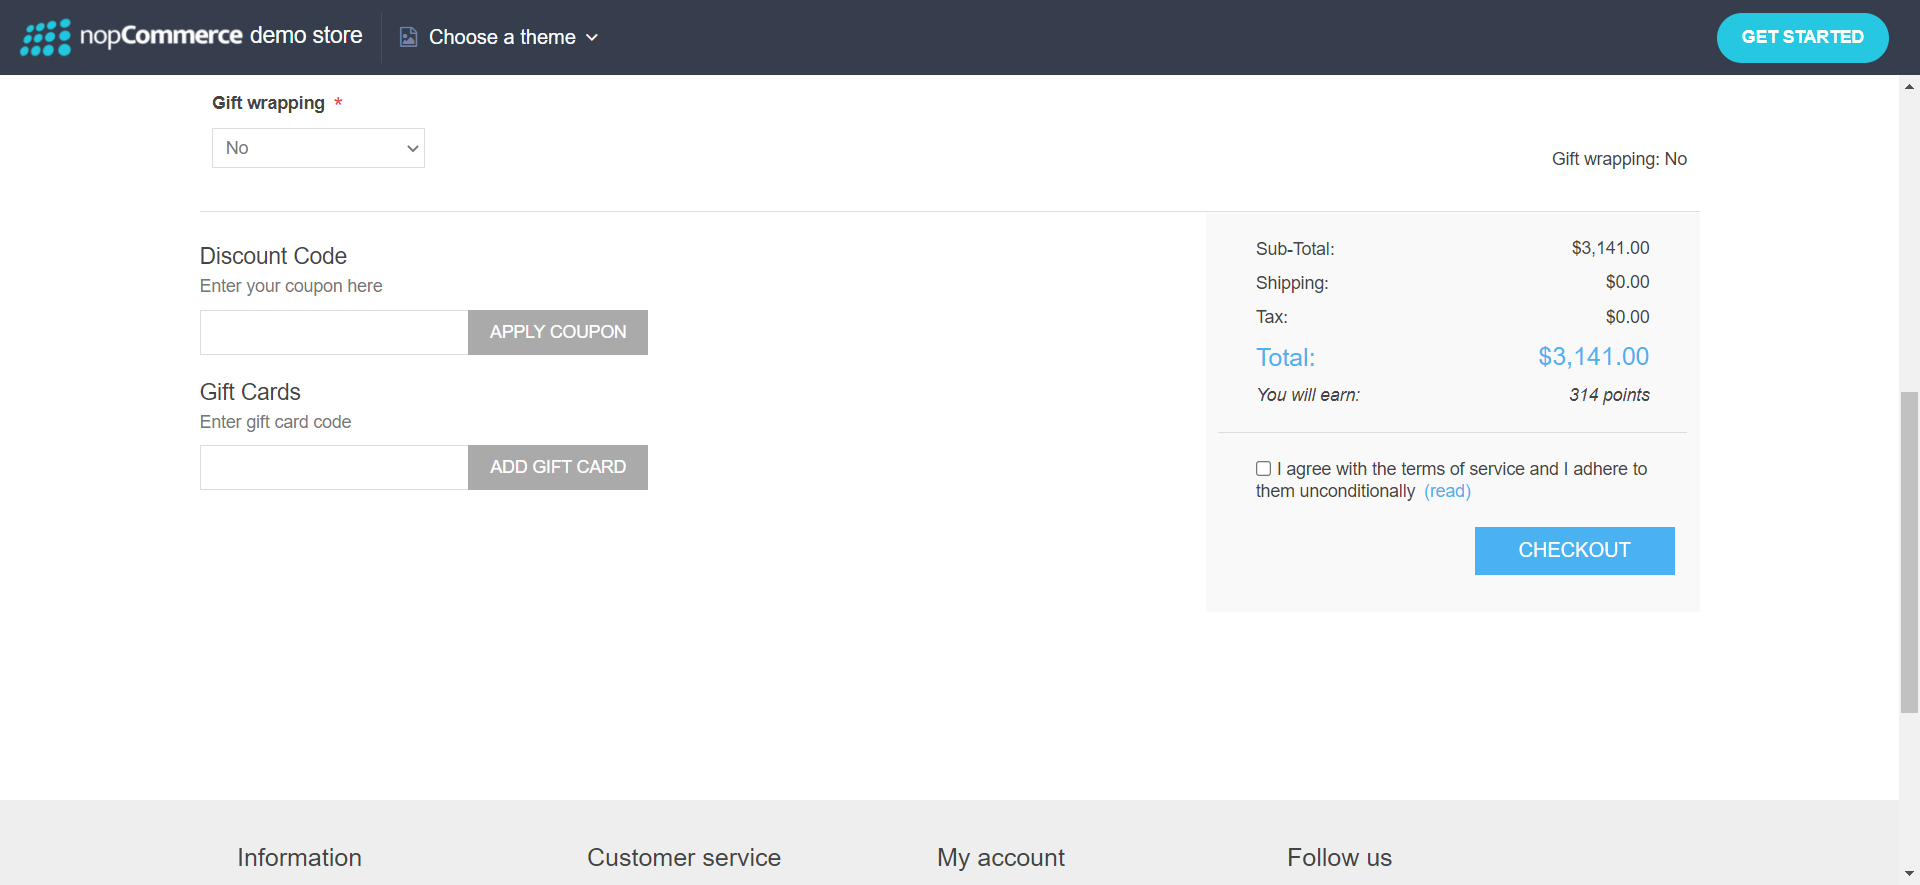 nopCommerce demo store
Choose a theme
GET STARTED
Gift wrapping *
No
Gift wrapping: No
Discount Code
Enter your coupon here
APPLY COUPON
Gift Cards
Enter gift card code
ADD GIFT CARD
Sub-Total: $3,141.00
Shipping: $0.00
Tax: $0.00
Total: $3,141.00
You will earn: 314 points
I agree with the terms of service and I adhere to
them unconditionally (read)
CHECKOUT
Information
Customer service
My account
Follow us